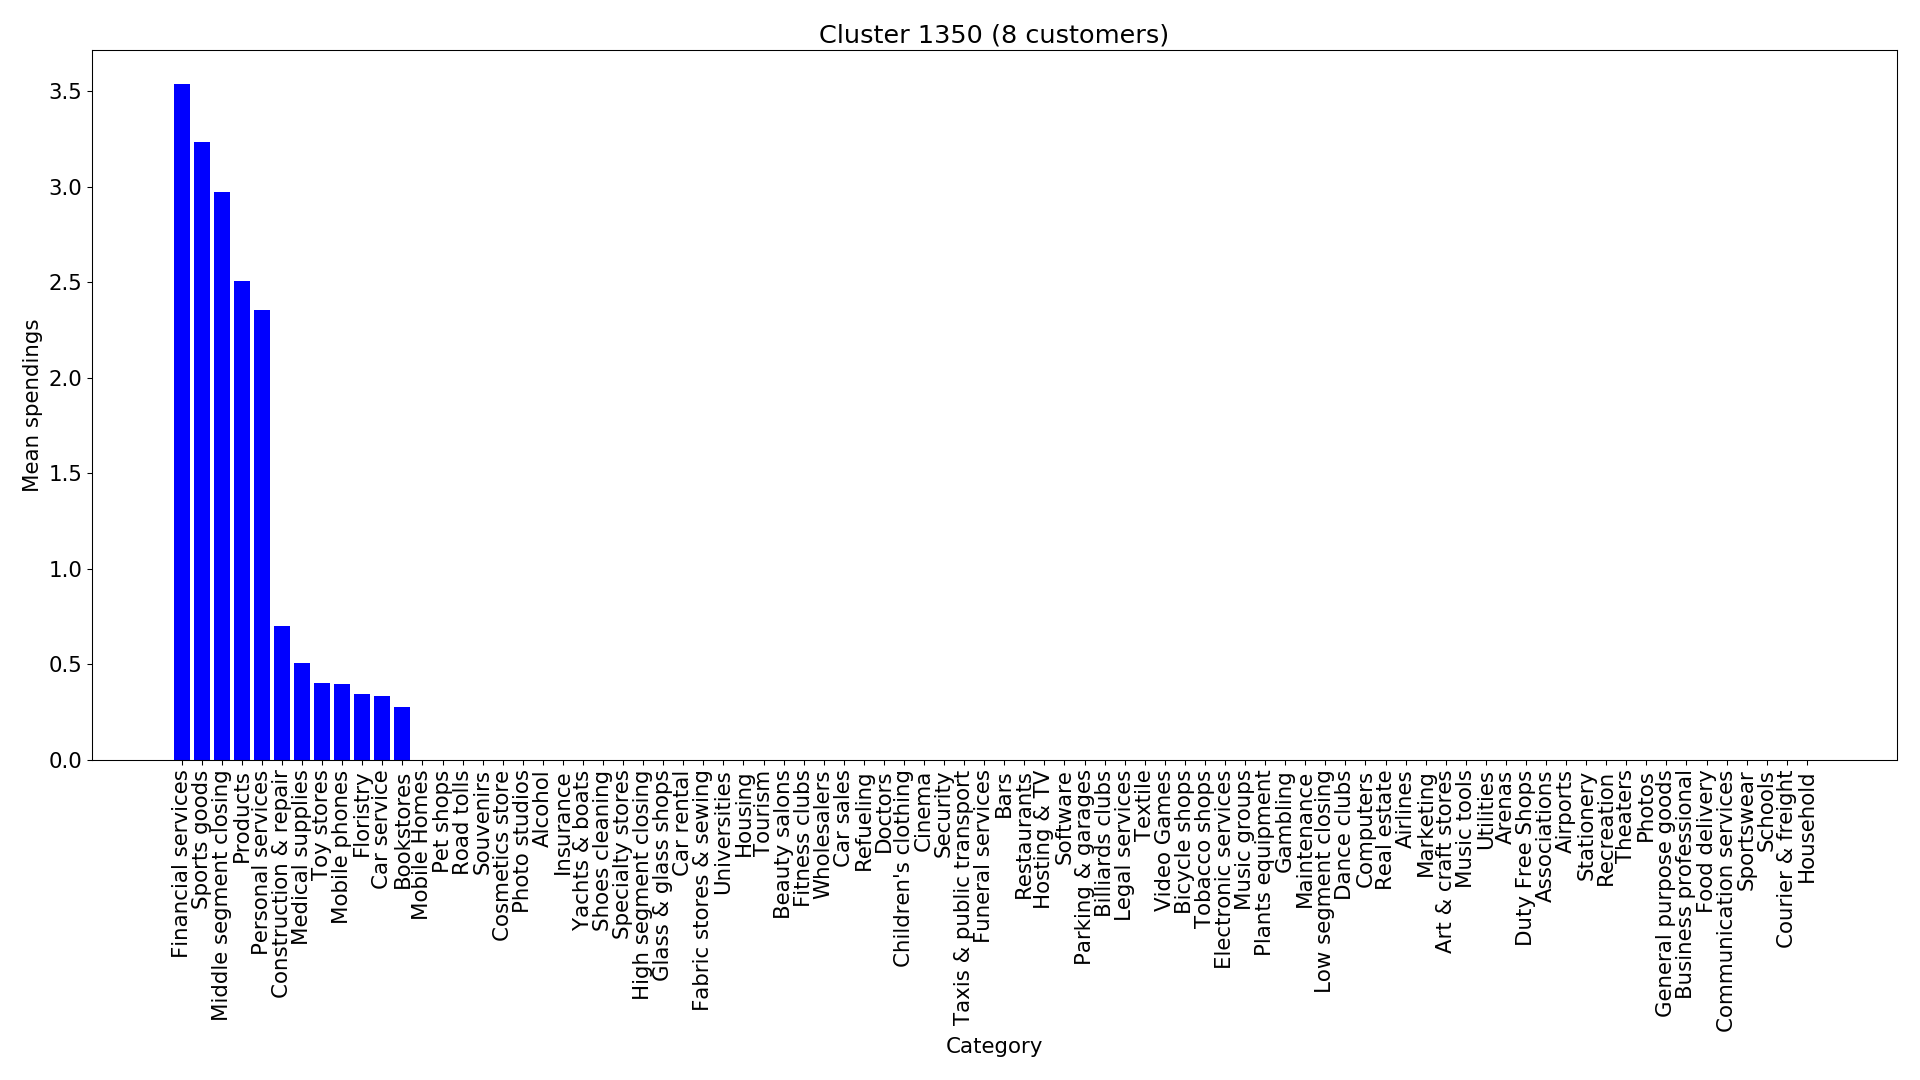 Cluster 1350 (8 customers)
Mean spendings
3.5
3.0
2.5
2.0
1.5
1.0
0.5
0.0
Financial services
Sports goods
Middle segment closing
Products
Personal services
Construction & repair
Medical supplies
Toy stores
Mobile phones
Floristry
Car service
Bookstores
Mobile Homes
Pet shops
Road tolls
Souvenirs
Cosmetics store
Photo studios
Alcohol
Insurance
Yachts & boats
Shoes cleaning
Specialty stores
High segment closing
Glass & glass shops
Car rental
Fabric stores & sewing
Universities
Housing
Tourism
Beauty salons
Fitness clubs
Wholesalers
Car sales
Refueling
Doctors
Children's clothing
Cinema
Security
Taxis & public transport
Funeral services
Bars
Restaurants
Hosting & TV
Software
Parking & garages
Billiards clubs
Legal services
Textile
Video Games
Bicycle shops
Tobacco shops
Electronic services
Music groups
Plants equipment
Gambling
Maintenance
Low segment closing
Dance clubs
Computers
Real estate
Airlines
Marketing
Art & craft stores
Music tools
Utilities
Arenas
Duty Free Shops
Associations
Airports
Stationery
Recreation
Theaters
Photos
General purpose goods
Business professional
Food delivery
Communication services
Sportswear
Schools
Courier & freight
Household
Category